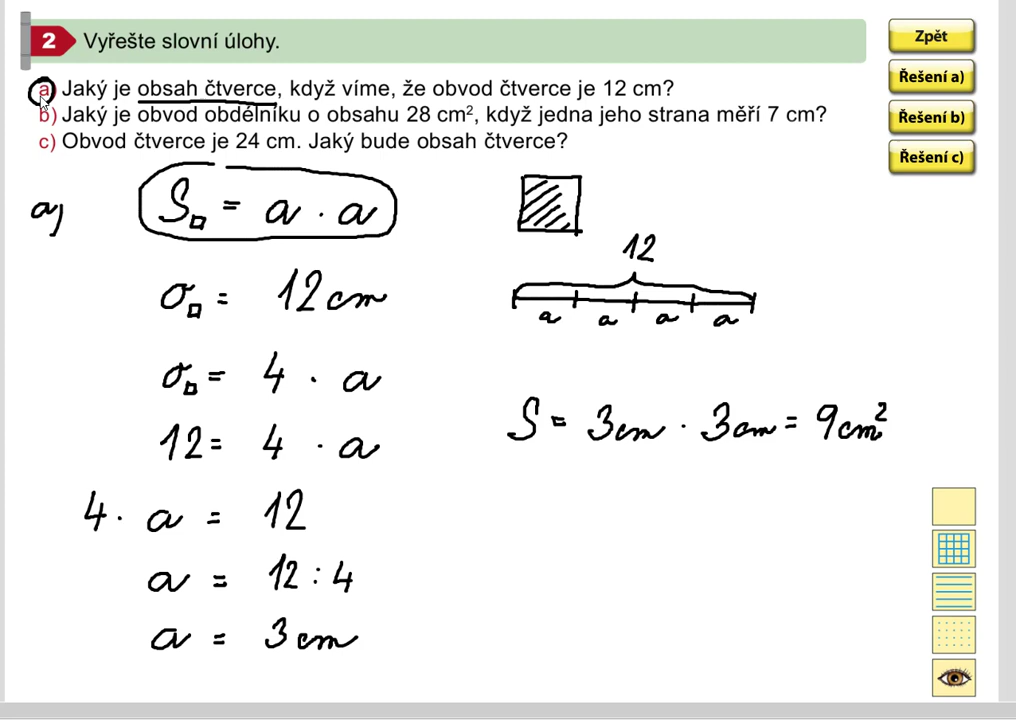 2 Vyřešte slovní úlohy.
Zpět
Řešení a)
Řešení b)
Řešení c)
a) Jaký je obsah čtverce, když víme, že obvod čtverce je 12 cm?
b) Jaký je obvod obdélníku o obsahu 28 cm², když jedna jeho strana měří 7 cm?
c) Obvod čtverce je 24 cm. Jaký bude obsah čtverce?
a) S□ = a · a
o□ = 12 cm
o□ = 4 · a
12 = 4 · a
4 · a = 12
a = 12 : 4
a = 3 cm
12
a a a a
S = 3 cm · 3 cm = 9 cm²